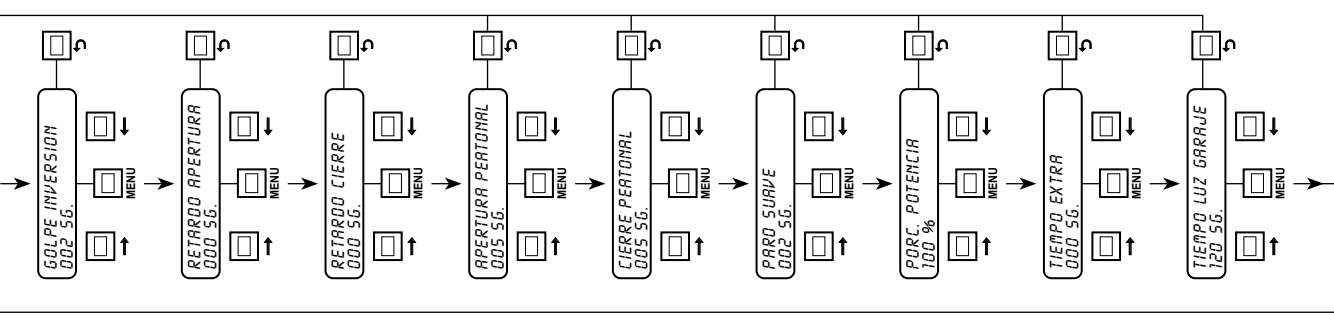 GOLPE INVERSION
002 SG.
MENU
RETARDO APERTURA
000 SG.
MENU
RETARDO CIERRE
000 SG.
MENU
APERTURA PEATONAL
005 SG.
MENU
CIERRE PEATONAL
005 SG.
MENU
PARO SUAVE
002 SG.
MENU
PORC. POTENCIA
100 %
MENU
TIEMPO EXTRA
000 SG.
MENU
TIEMPO LUZ GARAJE
120 SG.
MENU